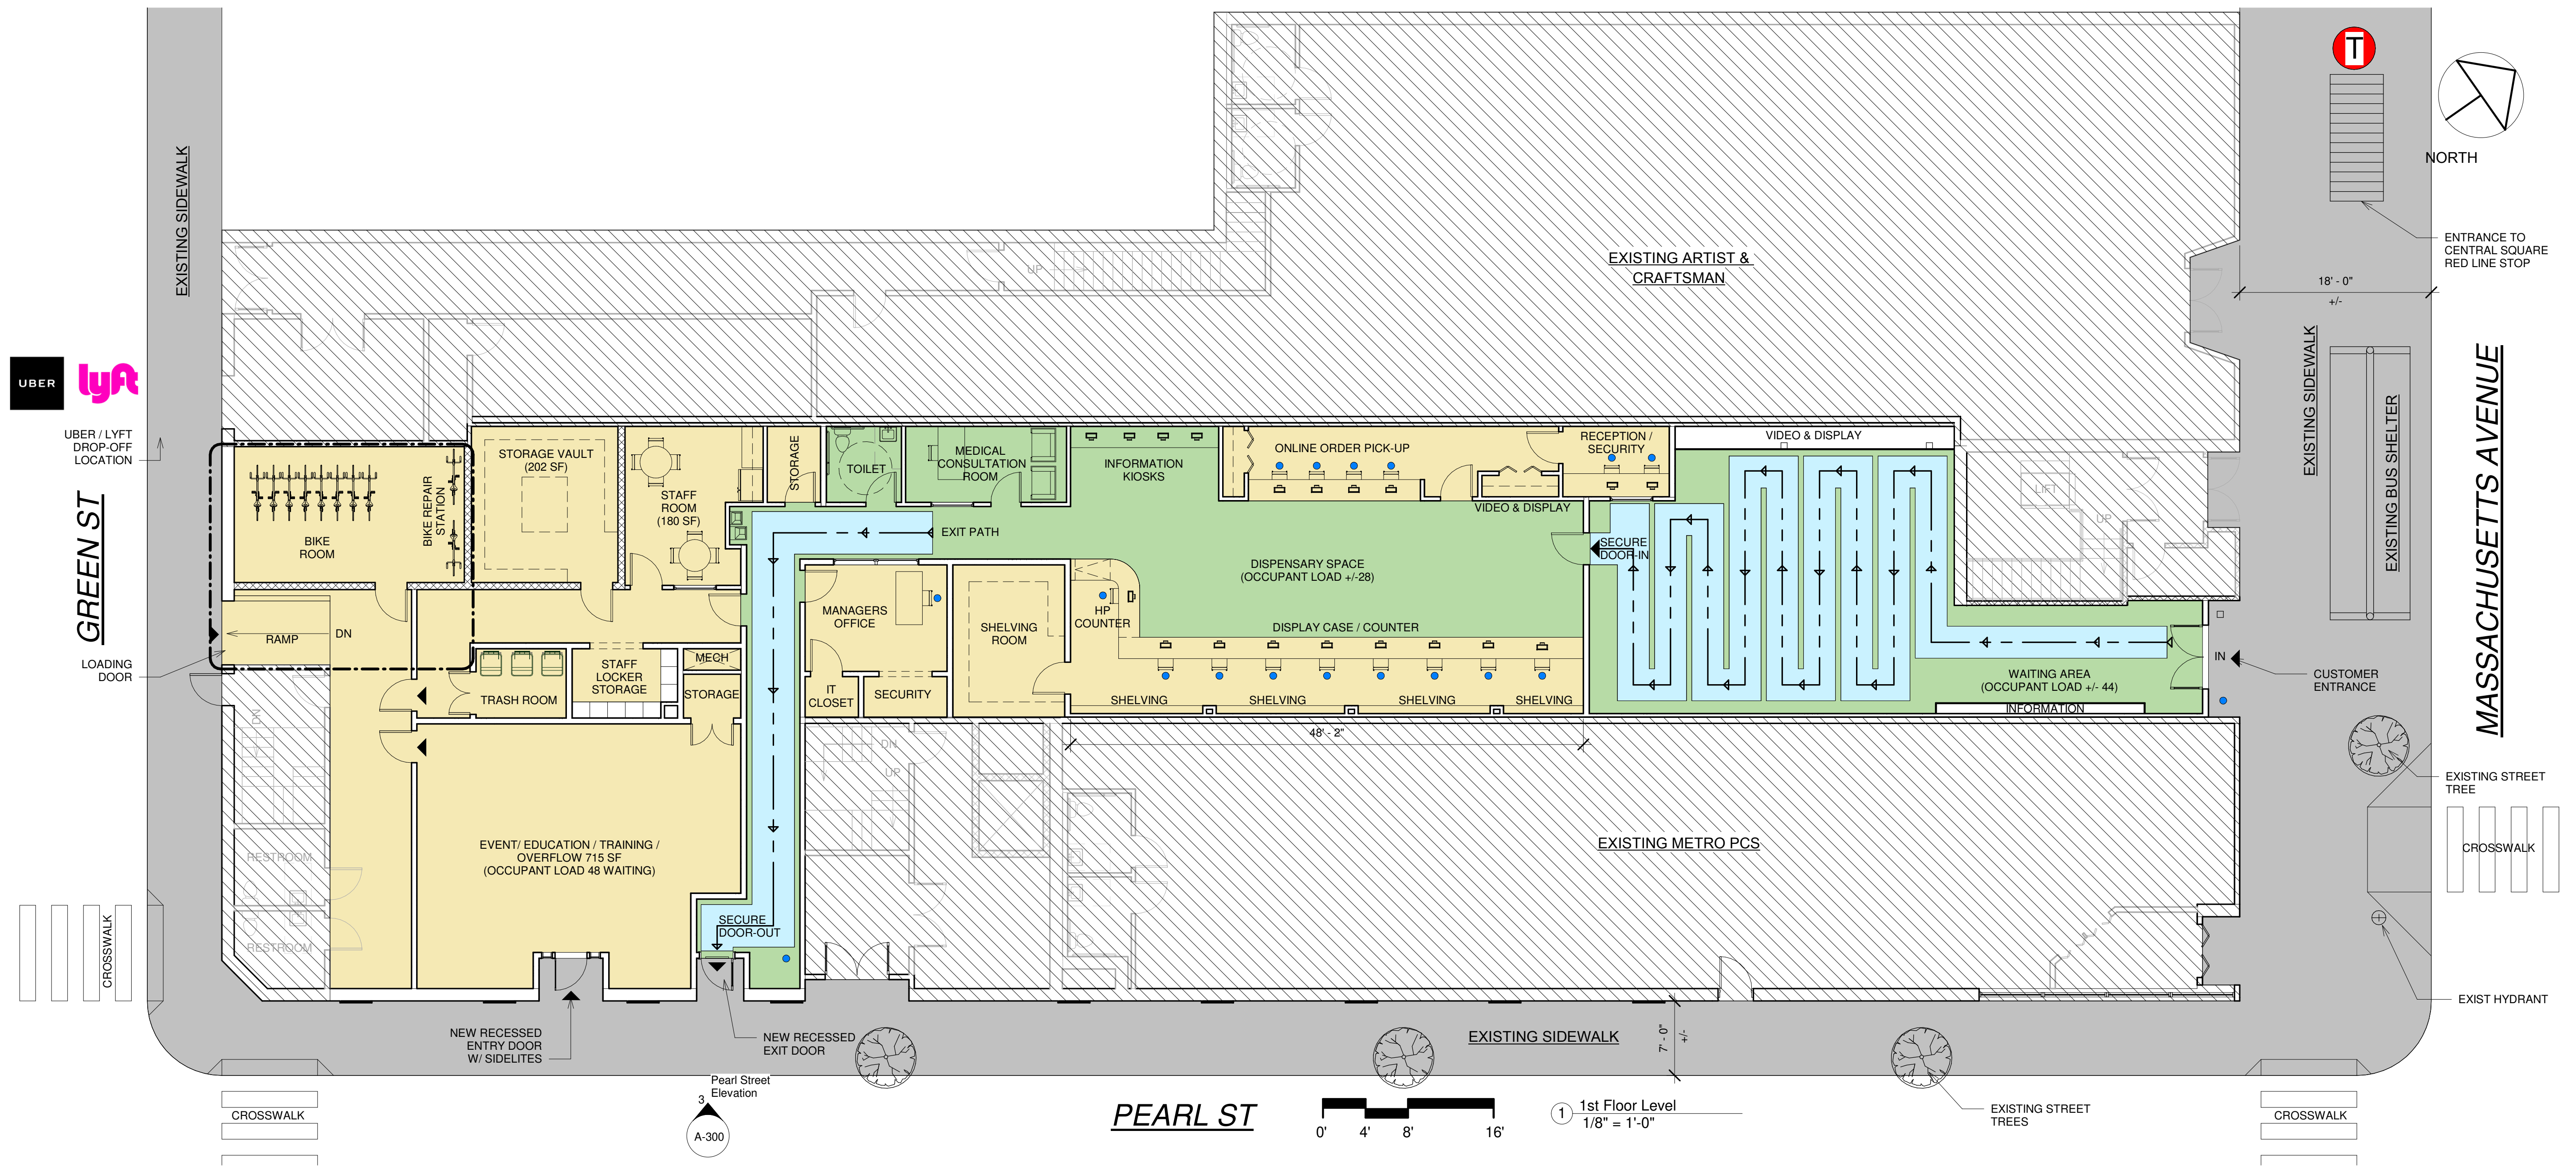 T
NORTH
ENTRANCE TO
CENTRAL SQUARE
RED LINE STOP
18' - 0"
+/-
EXISTING SIDEWALK
EXISTING BUS SHELTER
MASSACHUSETTS AVENUE
EXISTING SIDEWALK
UP
EXISTING ARTIST &
CRAFTSMAN
UBER
lyft
UBER / LYFT
DROP-OFF
LOCATION
GREEN ST
LOADING
DOOR
BIKE
ROOM
BIKE REPAIR
STATION
STORAGE VAULT
(202 SF)
STAFF
ROOM
(180 SF)
STORAGE
TOILET
MEDICAL
CONSULTATION
ROOM
INFORMATION
KIOSKS
ONLINE ORDER PICK-UP
RECEPTION /
SECURITY
VIDEO & DISPLAY
VIDEO & DISPLAY
LIFT
UP
EXIT PATH
SECURE
DOOR-IN
DISPENSARY SPACE
(OCCUPANT LOAD +/-28)
MANAGERS
OFFICE
SHELVING
ROOM
HP
COUNTER
DISPLAY CASE / COUNTER
RAMP
DN
MECH
STAFF
LOCKER
STORAGE
TRASH ROOM
STORAGE
IT
CLOSET
SECURITY
SHELVING
SHELVING
SHELVING
SHELVING
WAITING AREA
(OCCUPANT LOAD +/- 44)
INFORMATION
IN
CUSTOMER
ENTRANCE
48' - 2"
DN
DN
UP
EXISTING STREET
TREE
CROSSWALK
EXISTING METRO PCS
EVENT/ EDUCATION / TRAINING /
OVERFLOW 715 SF
(OCCUPANT LOAD 48 WAITING)
RESTROOM
RESTROOM
CROSSWALK
SECURE
DOOR-OUT
EXIST HYDRANT
NEW RECESSED
ENTRY DOOR
W/ SIDELITES
NEW RECESSED
EXIT DOOR
EXISTING SIDEWALK
7' - 0"
+/-
Pearl Street
Elevation
3
A-300
CROSSWALK
PEARL ST
0' 4' 8' 16'
1
1st Floor Level
1/8" = 1'-0"
EXISTING STREET
TREES
CROSSWALK